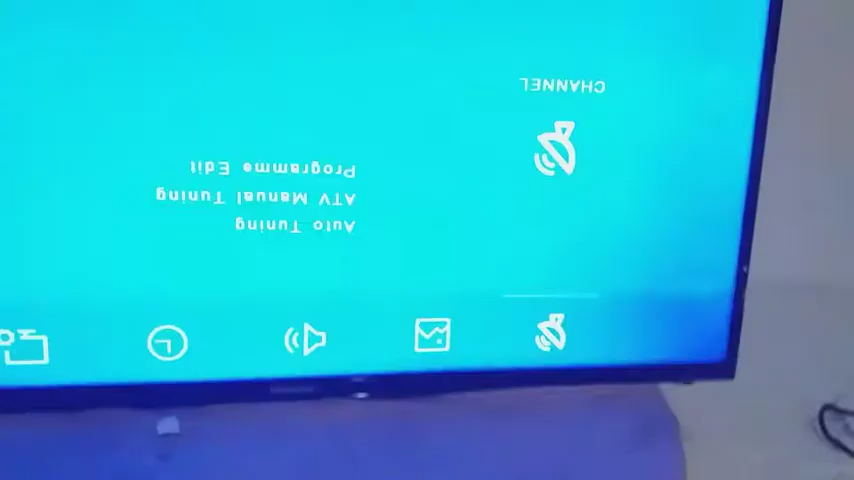 CHANNEL
Auto Tuning
ATV Manual Tuning
Programme Edit